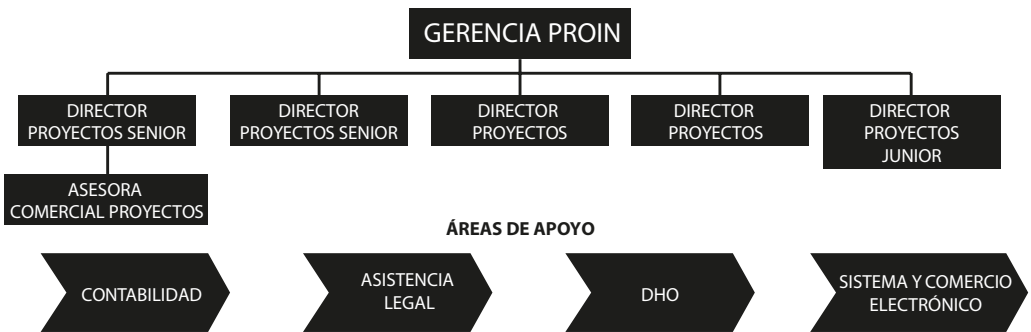 GERENCIA PROIN
DIRECTOR
PROYECTOS SENIOR
DIRECTOR
PROYECTOS SENIOR
DIRECTOR
PROYECTOS
DIRECTOR
PROYECTOS
DIRECTOR
PROYECTOS
JUNIOR
ASESORA
COMERCIAL PROYECTOS
ÁREAS DE APOYO
CONTABILIDAD
ASISTENCIA
LEGAL
DHO
SISTEMA Y COMERCIO
ELECTRÓNICO